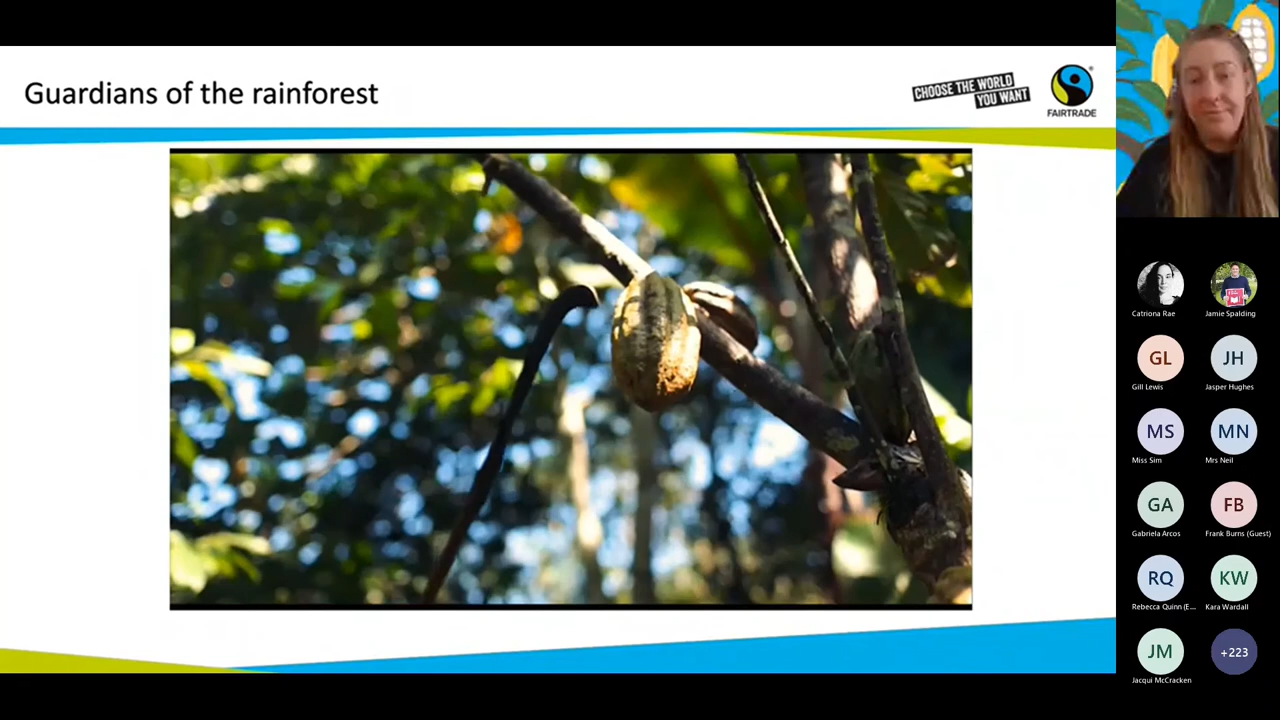 Guardians of the rainforest
CHOOSE THE WORLD
YOU WANT
FAIRTRADE
Catriona Rae
Jamie Spalding
GL
JH
Gill Lewis
Jasper Hughes
MS
MN
Miss Sim
Mrs Neil
GA
FB
Gabriela Arcos
Frank Burns (Guest)
RQ
KW
Rebecca Quinn (E...
Kara Wardall
JM
+223
Jacqui McCracken